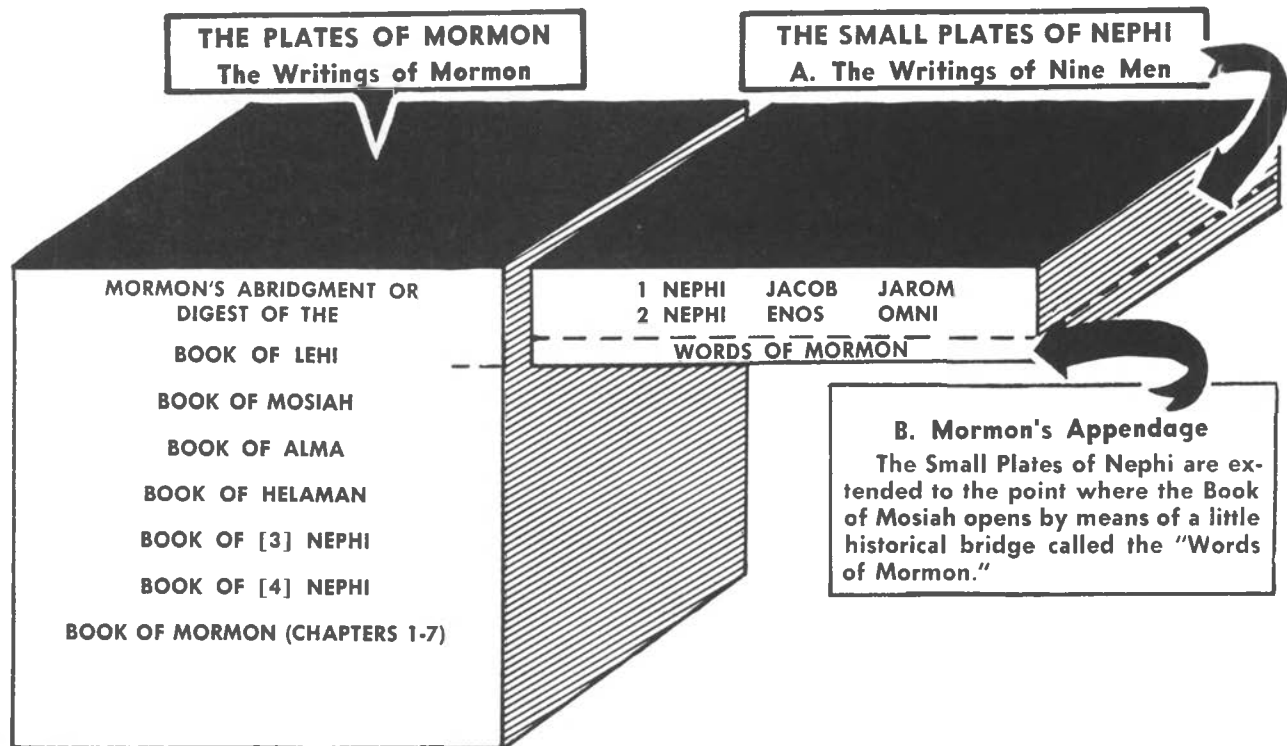 THE PLATES OF MORMON
The Writings of Mormon
THE SMALL PLATES OF NEPHI
A. The Writings of Nine Men
MORMON'S ABRIDGMENT OR
DIGEST OF THE
BOOK OF LEHI
BOOK OF MOSIAH
BOOK OF ALMA
BOOK OF HELAMAN
BOOK OF [3] NEPHI
BOOK OF [4] NEPHI
BOOK OF MORMON (CHAPTERS 1-7)
1 NEPHI JACOB JAROM
2 NEPHI ENOS OMNI
WORDS OF MORMON
B. Mormon's Appendage
The Small Plates of Nephi are ex-
tended to the point where the Book
of Mosiah opens by means of a little
historical bridge called the "Words
of Mormon."